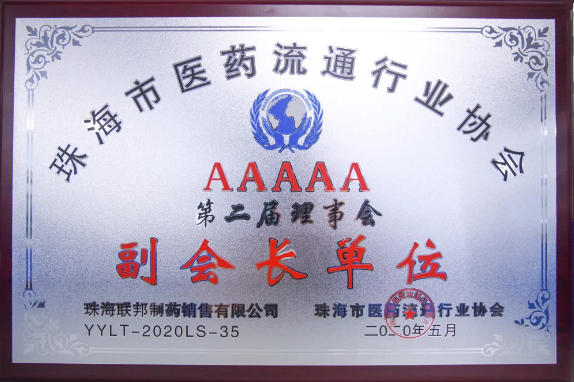 珠海市医药流通行业协会
AAAAA
第二届理事会
副会长单位
珠海联邦制药销售有限公司 珠海市医药流通行业协会
YYLT-2020LS-35 二〇二〇年五月